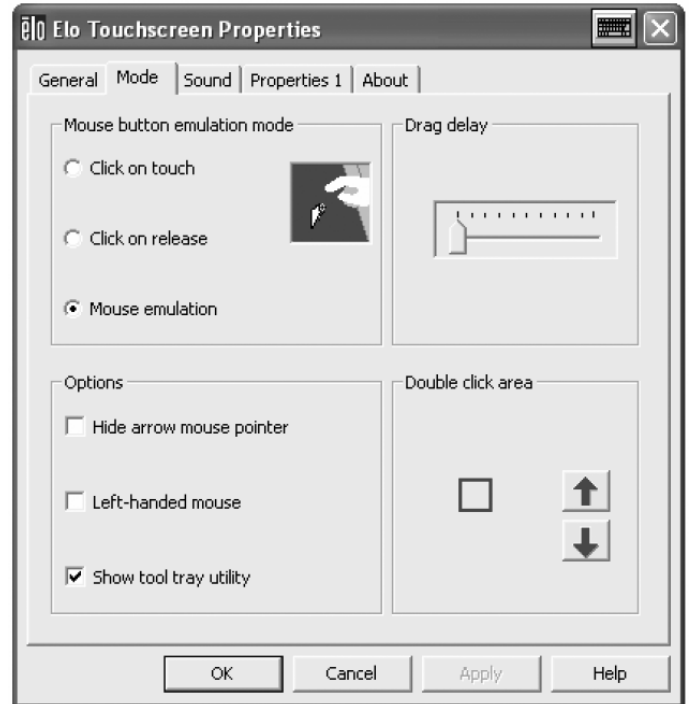 elo Elo Touchscreen Properties
General Mode Sound Properties 1 About
Mouse button emulation mode
Click on touch
Click on release
Mouse emulation
Drag delay
Options
Hide arrow mouse pointer
Left-handed mouse
Show tool tray utility
Double click area
OK Cancel Apply Help